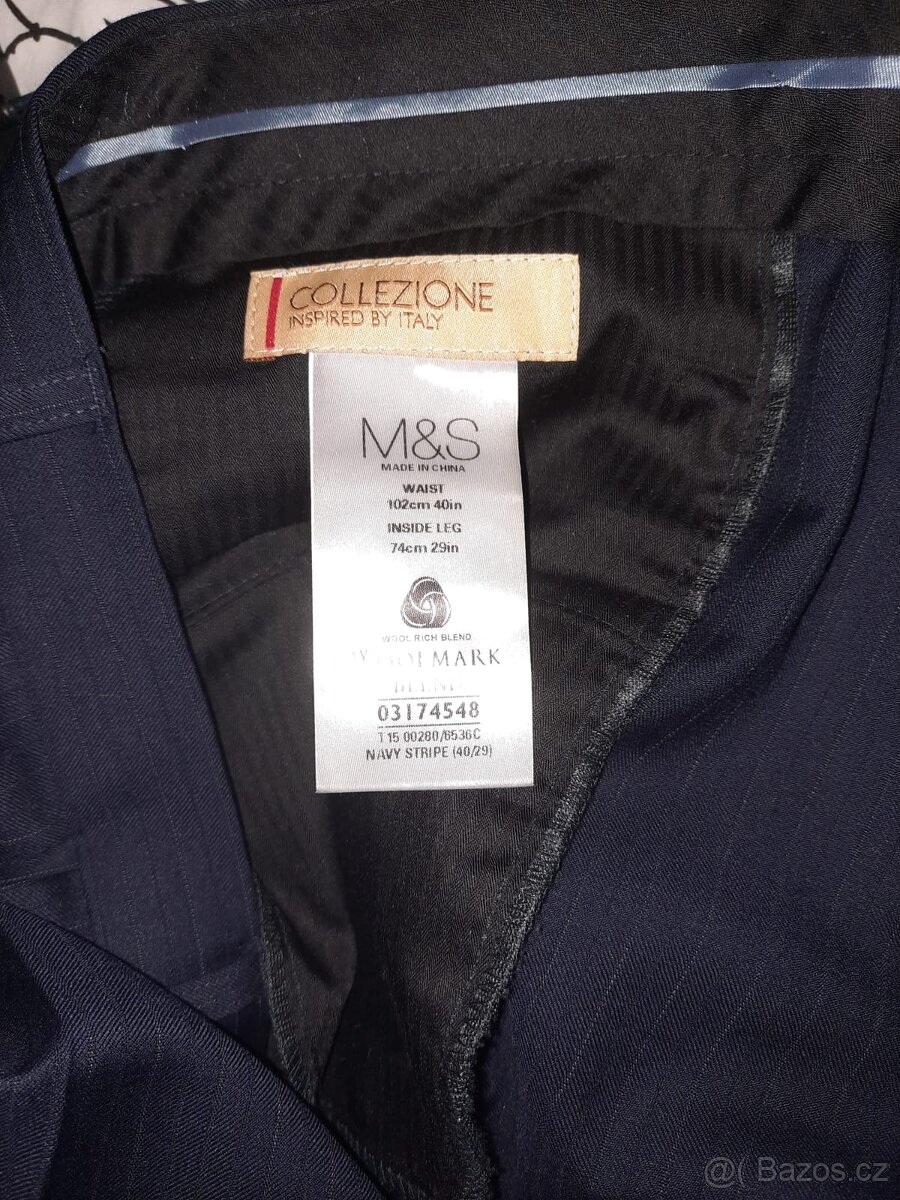 COLLEZIONE
INSPIRED BY ITALY
M&S
MADE IN CHINA
WAIST
102cm 40in
INSIDE LEG
74cm 29in
WOOL RICH BLEND
WOOLMARK
BLEND
03174548
T15 00280/6536C
NAVY STRIPE (40/29)
@( Bazos.cz